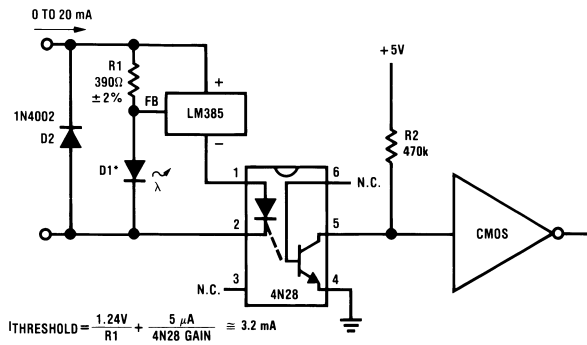 0 TO 20 mA
+5V
R1
390Ω
±2%
FB
+
LM385
−
1N4002
D2
D1*
λ
R2
470k
1
6
N.C.
2
5
CMOS
3
N.C.
4
4N28
ITHRESHOLD = 1.24V / R1 + 5 μA / 4N28 GAIN ≅ 3.2 mA